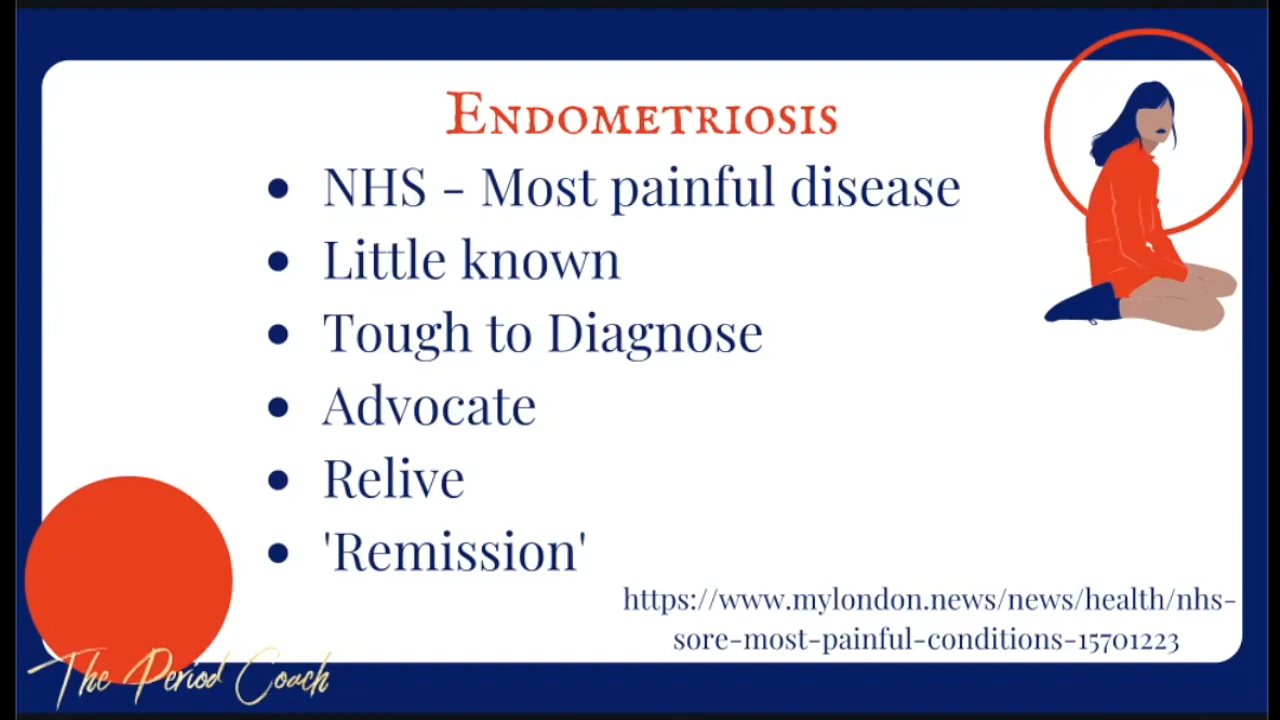 Endometriosis
NHS - Most painful disease
Little known
Tough to Diagnose
Advocate
Relive
'Remission'
https://www.mylondon.news/news/health/nhs-
sore-most-painful-conditions-15701223
The Period Coach